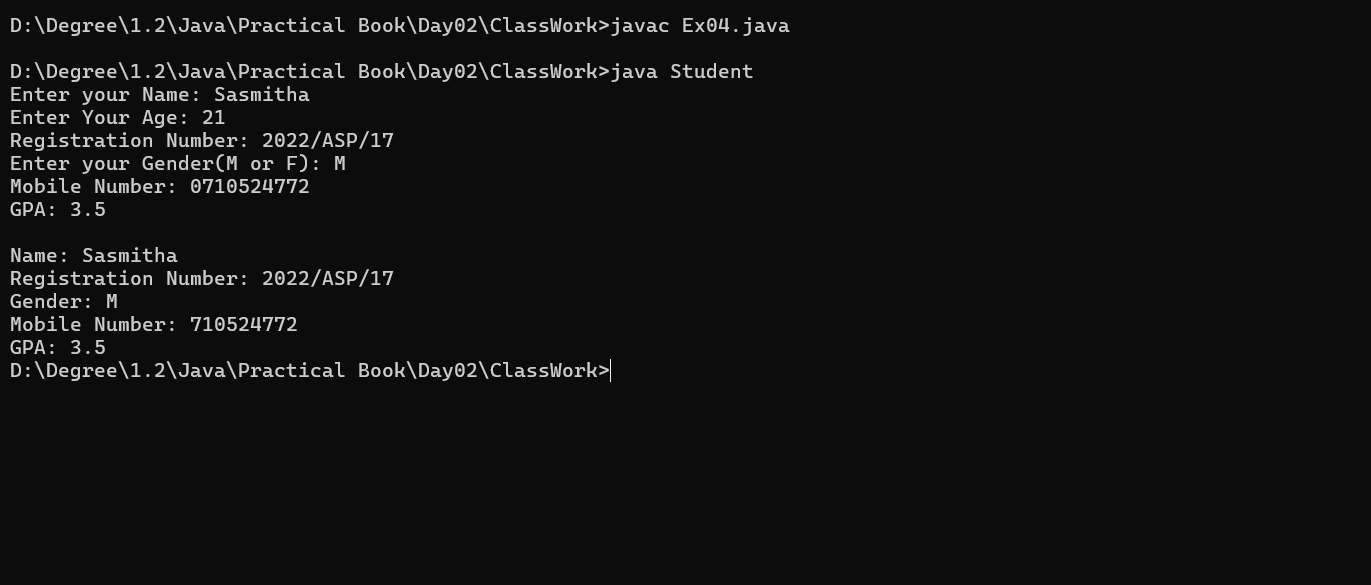 D:\Degree\1.2\Java\Practical Book\Day02\ClassWork>javac Ex04.java
D:\Degree\1.2\Java\Practical Book\Day02\ClassWork>java Student
Enter your Name: Sasmitha
Enter Your Age: 21
Registration Number: 2022/ASP/17
Enter your Gender(M or F): M
Mobile Number: 0710524772
GPA: 3.5
Name: Sasmitha
Registration Number: 2022/ASP/17
Gender: M
Mobile Number: 710524772
GPA: 3.5
D:\Degree\1.2\Java\Practical Book\Day02\ClassWork>